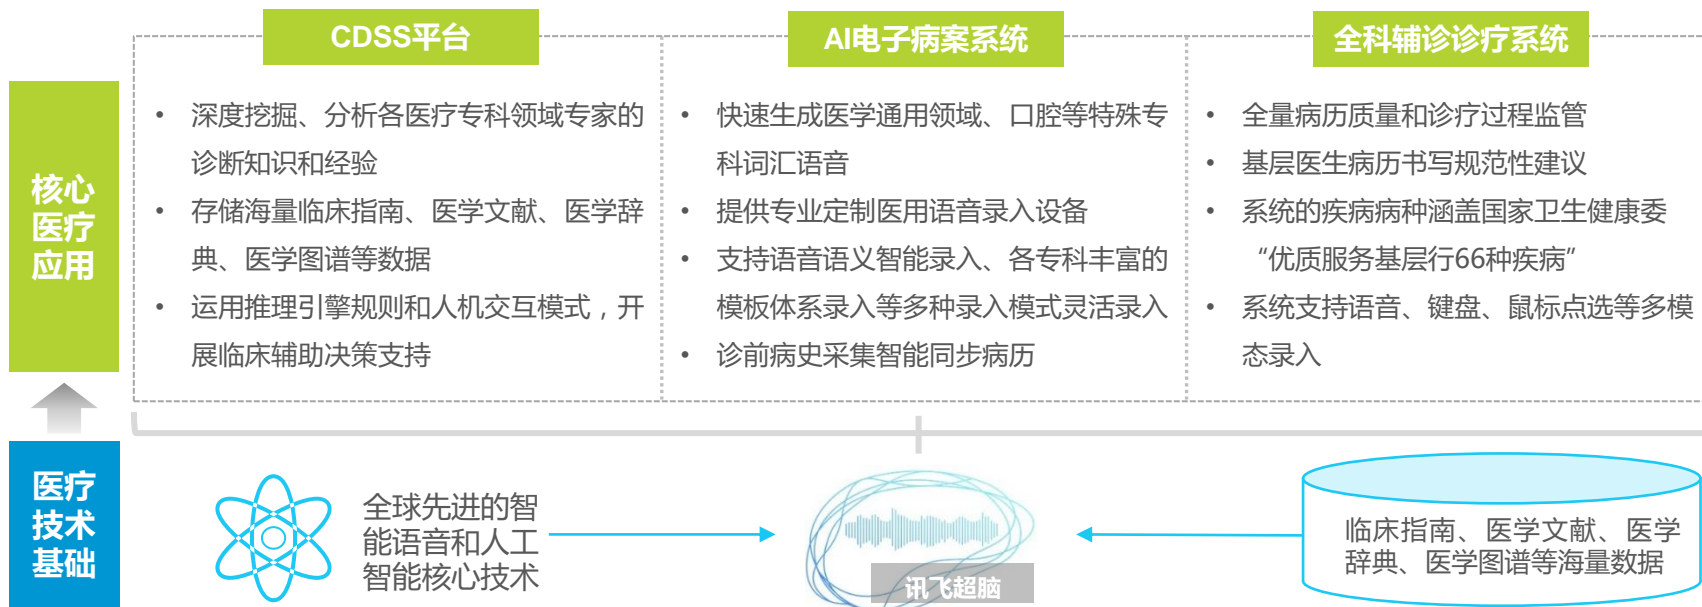 CDSS平台
AI电子病案系统
全科辅诊诊疗系统
核心
医疗
应用
• 深度挖掘、分析各医疗专科领域专家的
诊断知识和经验
• 存储海量临床指南、医学文献、医学辞
典、医学图谱等数据
• 运用推理引擎规则和人机交互模式，开
展临床辅助决策支持
• 快速生成医学通用领域、口腔等特殊专
科词汇语音
• 提供专业定制医用语音录入设备
• 支持语音语义智能录入、各专科丰富的
模板体系录入等多种录入模式灵活录入
• 诊前病史采集智能同步病历
• 全量病历质量和诊疗过程监管
• 基层医生病历书写规范性建议
• 系统的疾病病种涵盖国家卫生健康委
“优质服务基层行66种疾病”
• 系统支持语音、键盘、鼠标点选等多模
态录入
医疗
技术
基础
全球先进的智
能语音和人工
智能核心技术
讯飞超脑
临床指南、医学文献、医学
辞典、医学图谱等海量数据